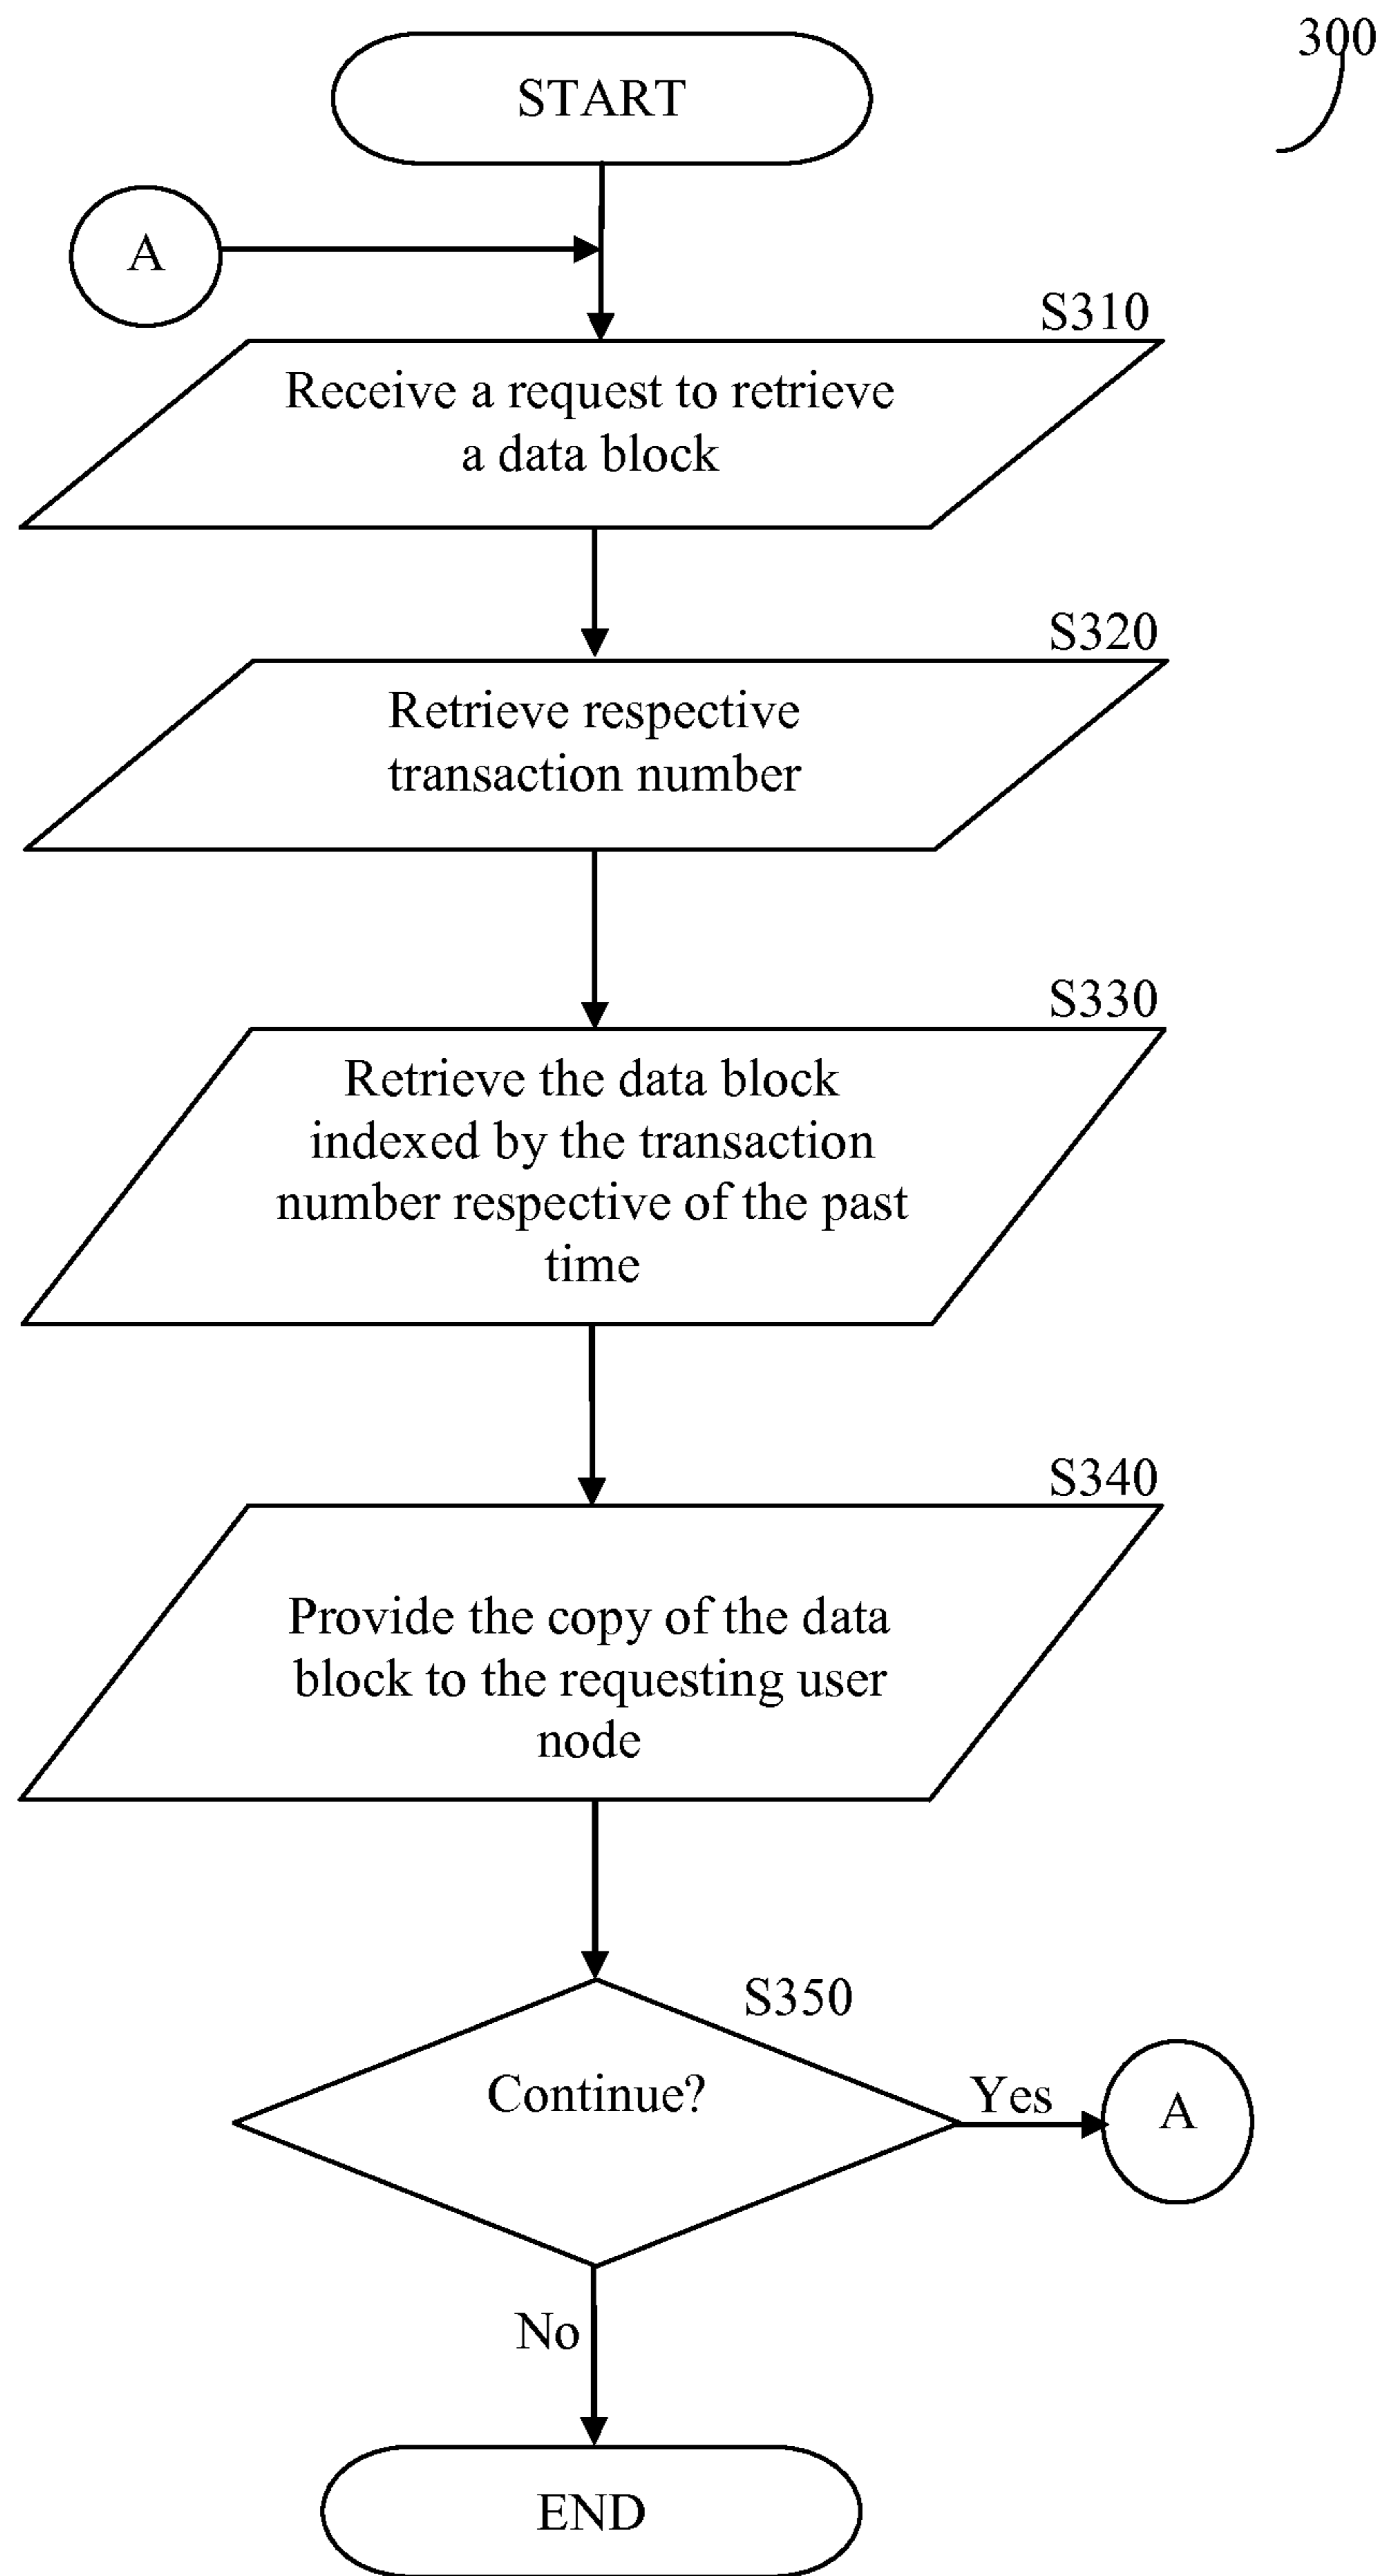 300
START
A
S310
Receive a request to retrieve
a data block
S320
Retrieve respective
transaction number
S330
Retrieve the data block
indexed by the transaction
number respective of the past
time
S340
Provide the copy of the data
block to the requesting user
node
S350
Continue?
Yes
A
No
END